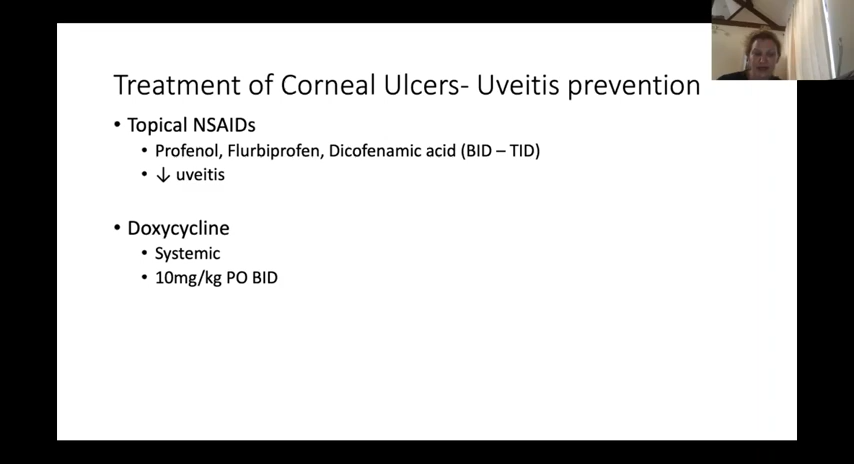 Treatment of Corneal Ulcers- Uveitis prevention
• Topical NSAIDs
• Profenol, Flurbiprofen, Dicofenamic acid (BID – TID)
• ↓ uveitis
• Doxycycline
• Systemic
• 10mg/kg PO BID